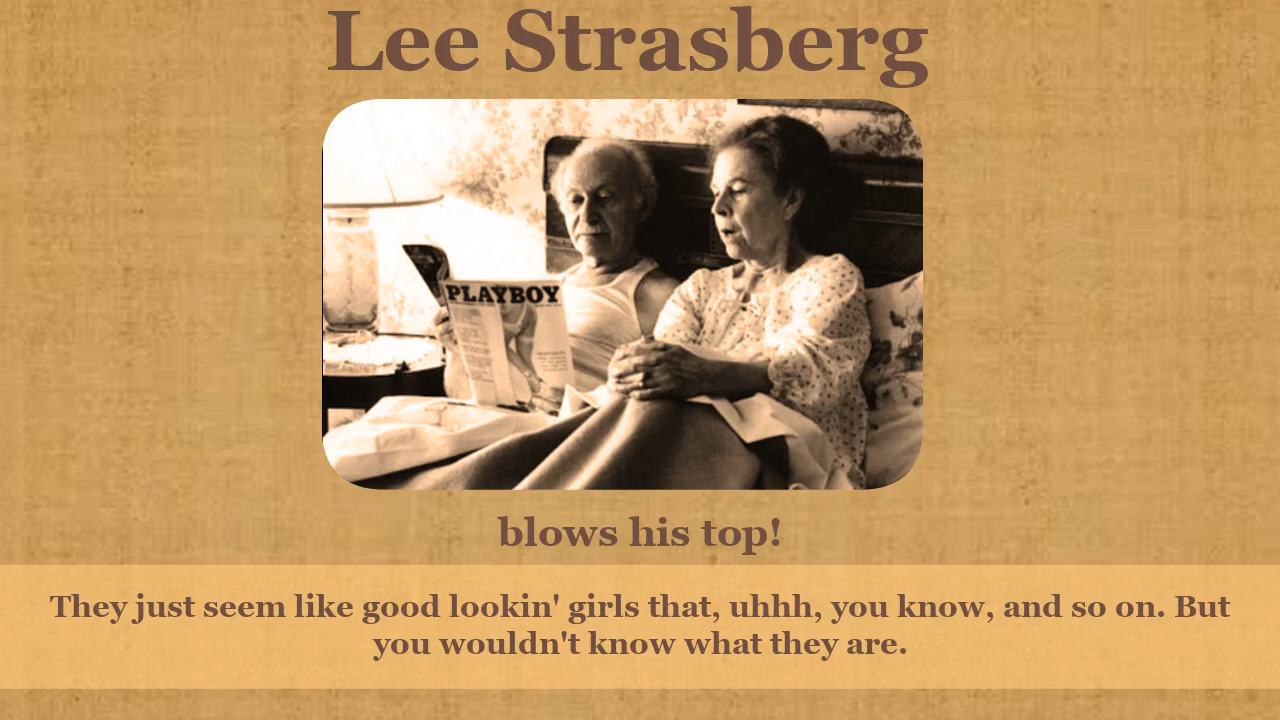 Lee Strasberg
PLAYBOY
blows his top!
They just seem like good lookin' girls that, uhhh, you know, and so on. But
you wouldn't know what they are.